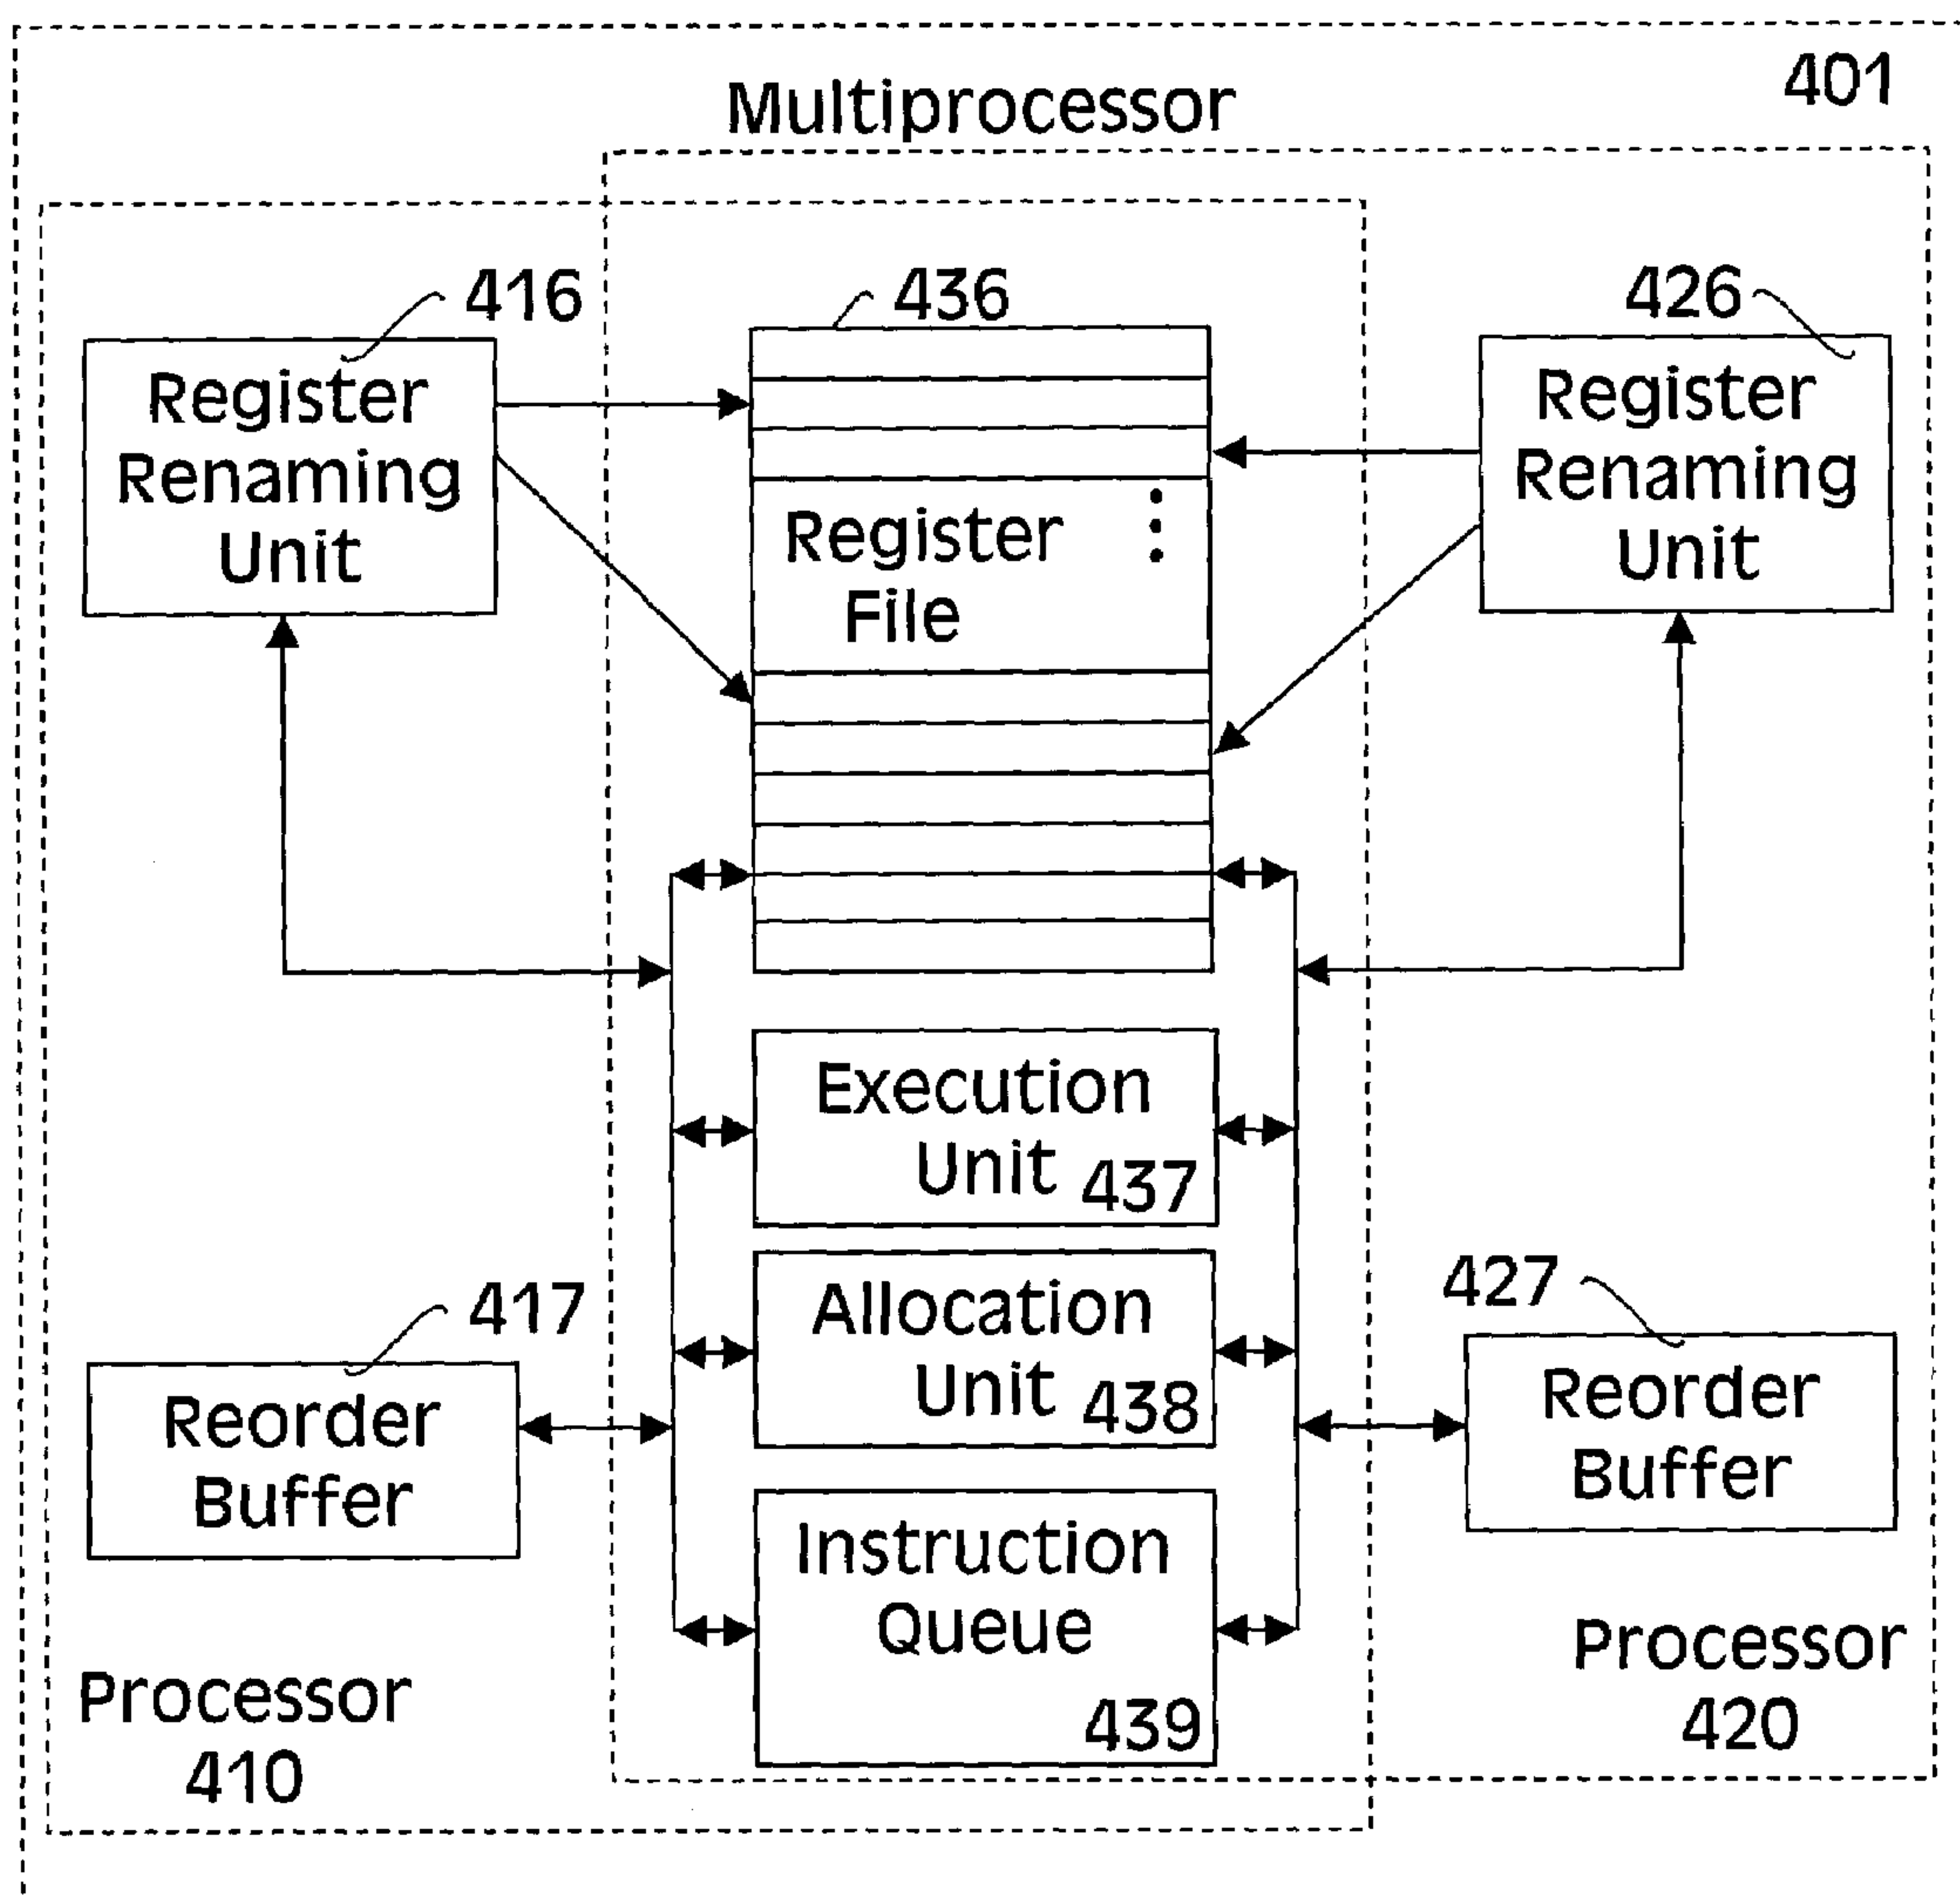 401
Multiprocessor
416
436
426
Register
Renaming
Unit
Register
File
Register
Renaming
Unit
Execution
Unit 437
417
Allocation
Unit 438
427
Reorder
Buffer
Reorder
Buffer
Instruction
Queue
439
Processor
410
Processor
420